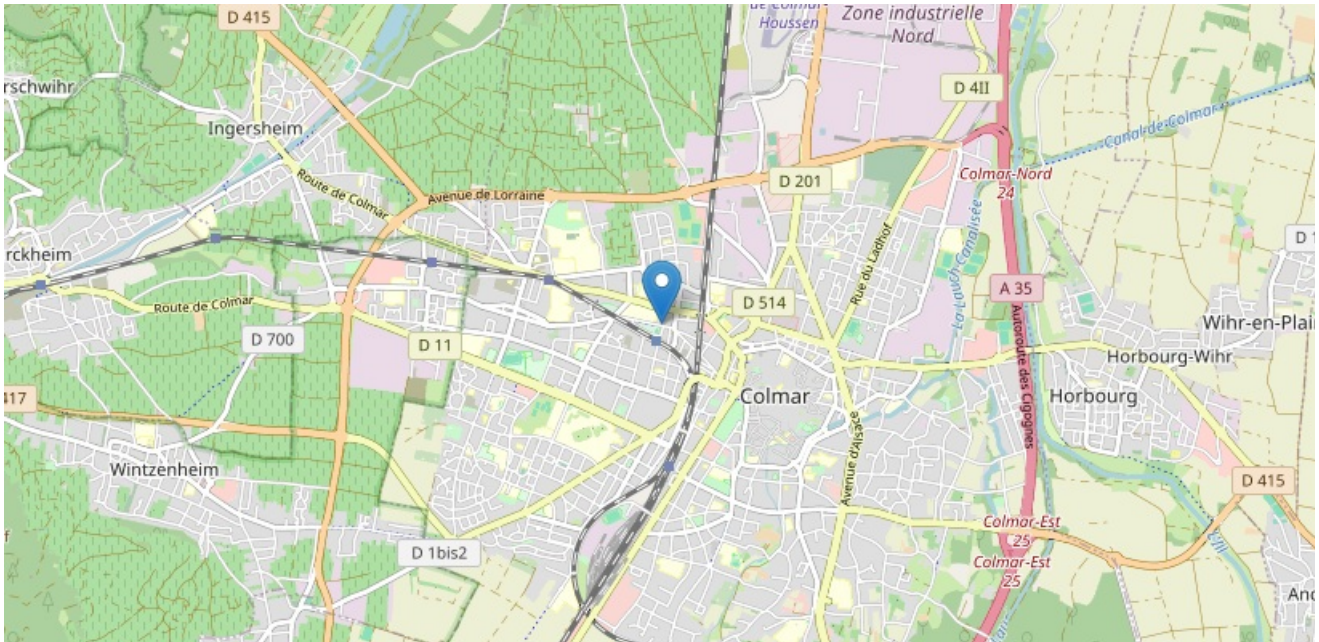 D 415
de Colmar-
Houssen
Zone industrielle
Nord
rschwihr
D 4II
Ingersheim
Canal de Colmar
Colmar-Nord
24
Route de Colmar
Avenue de Lorraine
D 201
La Lauch Canalisée
Rue du Ladhof
rckheim
D 1
A 35
Route de Colmar
D 514
Wihr-en-Plai
D 700
D 11
Autoroute des Cigognes
Horbourg-Wihr
417
Colmar
Horbourg
Avenue d'Alsace
Wintzenheim
D 415
Colmar-Est
25
D 1bis2
Colmar-Est
25
L'Ill
And